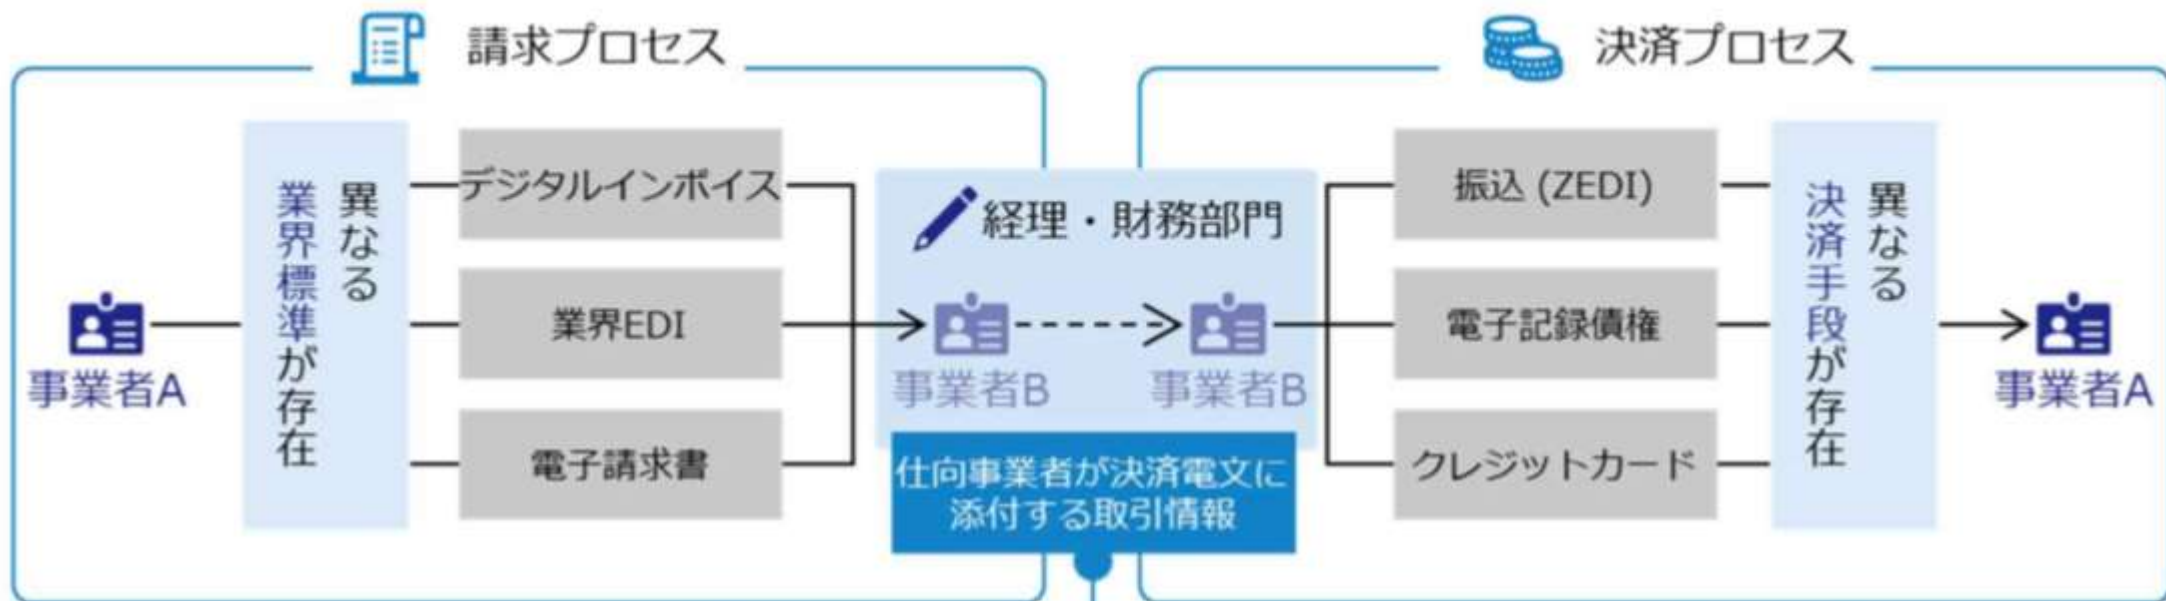 請求プロセス
決済プロセス
事業者A
異なる
業界標準が存在
デジタルインボイス
業界EDI
電子請求書
経理・財務部門
事業者B
事業者B
仕向事業者が決済電文に
添付する取引情報
振込 (ZEDI)
電子記録債権
クレジットカード
異なる
決済手段が存在
事業者A